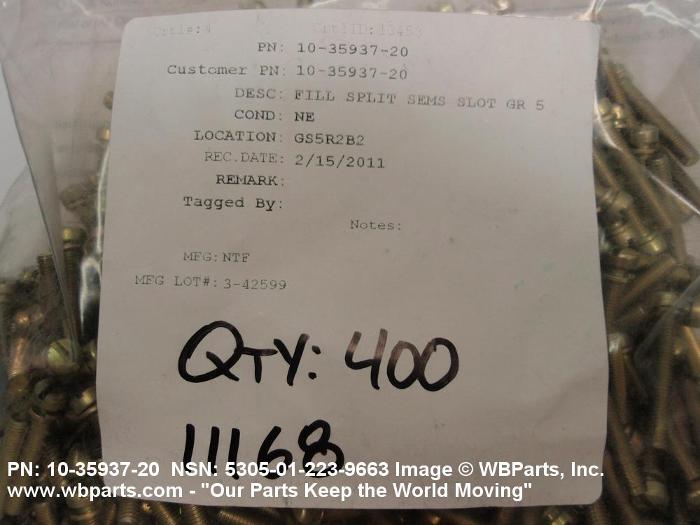 PN: 10-35937-20
Customer PN: 10-35937-20
DESC: FILL SPLIT SEMS SLOT GR 5
COND: NE
LOCATION: GS5R2B2
REC.DATE: 2/15/2011
REMARK:
Tagged By:
Notes:
MFG: NTF
MFG LOT#: 3-42599
QTY: 400
11168
PN: 10-35937-20 NSN: 5305-01-223-9663 Image © WBParts, Inc.
www.wbparts.com - "Our Parts Keep the World Moving"